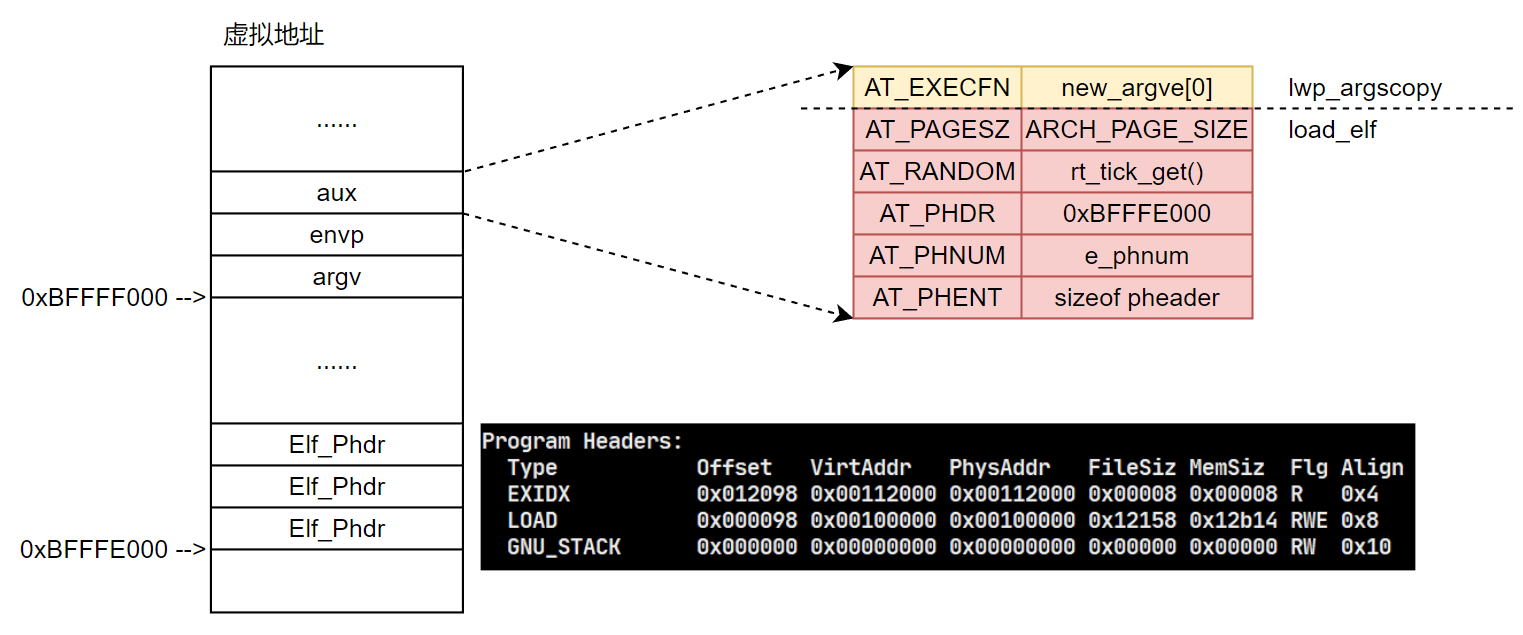 虚拟地址
......
aux
envp
argv
0xBFFFF000 -->
......
Elf_Phdr
Elf_Phdr
Elf_Phdr
0xBFFFE000 -->
AT_EXECFN new_argve[0] lwp_argscopy
AT_PAGESZ ARCH_PAGE_SIZE load_elf
AT_RANDOM rt_tick_get()
AT_PHDR 0xBFFFE000
AT_PHNUM e_phnum
AT_PHENT sizeof pheader
Program Headers:
Type Offset VirtAddr PhysAddr FileSiz MemSiz Flg Align
EXIDX 0x012098 0x00112000 0x00112000 0x00008 0x00008 R 0x4
LOAD 0x000098 0x00100000 0x00100000 0x12158 0x12b14 RWE 0x8
GNU_STACK 0x000000 0x00000000 0x00000000 0x00000 0x00000 RW 0x10